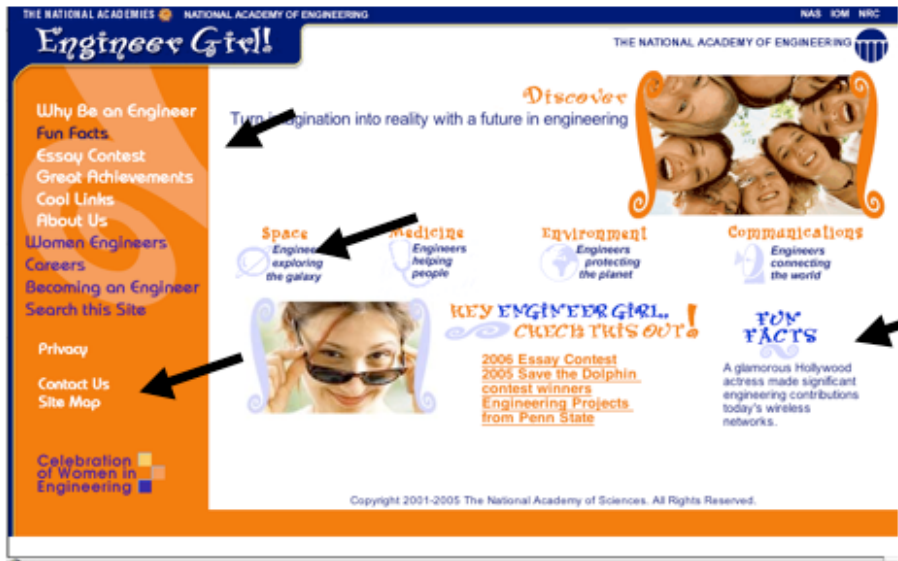 THE NATIONAL ACADEMIES NATIONAL ACADEMY OF ENGINEERING
NAS IOM NRC
Engineer Girl!
THE NATIONAL ACADEMY OF ENGINEERING
Why Be an Engineer
Fun Facts
Essay Contest
Great Achievements
Cool Links
About Us
Women Engineers
Careers
Becoming an Engineer
Search this Site
Privacy
Contact Us
Site Map
Celebration
of Women in
Engineering
Discover
Turn imagination into reality with a future in engineering
Space
Engineers
exploring
the galaxy
Medicine
Engineers
helping
people
Environment
Engineers
protecting
the planet
Communications
Engineers
connecting
the world
HEY ENGINEER GIRL..
CHECK THIS OUT!
2006 Essay Contest
2005 Save the Dolphin
contest winners
Engineering Projects
from Penn State
FUN
FACTS
A glamorous Hollywood
actress made significant
engineering contributions
today's wireless
networks.
Copyright 2001-2005 The National Academy of Sciences. All Rights Reserved.